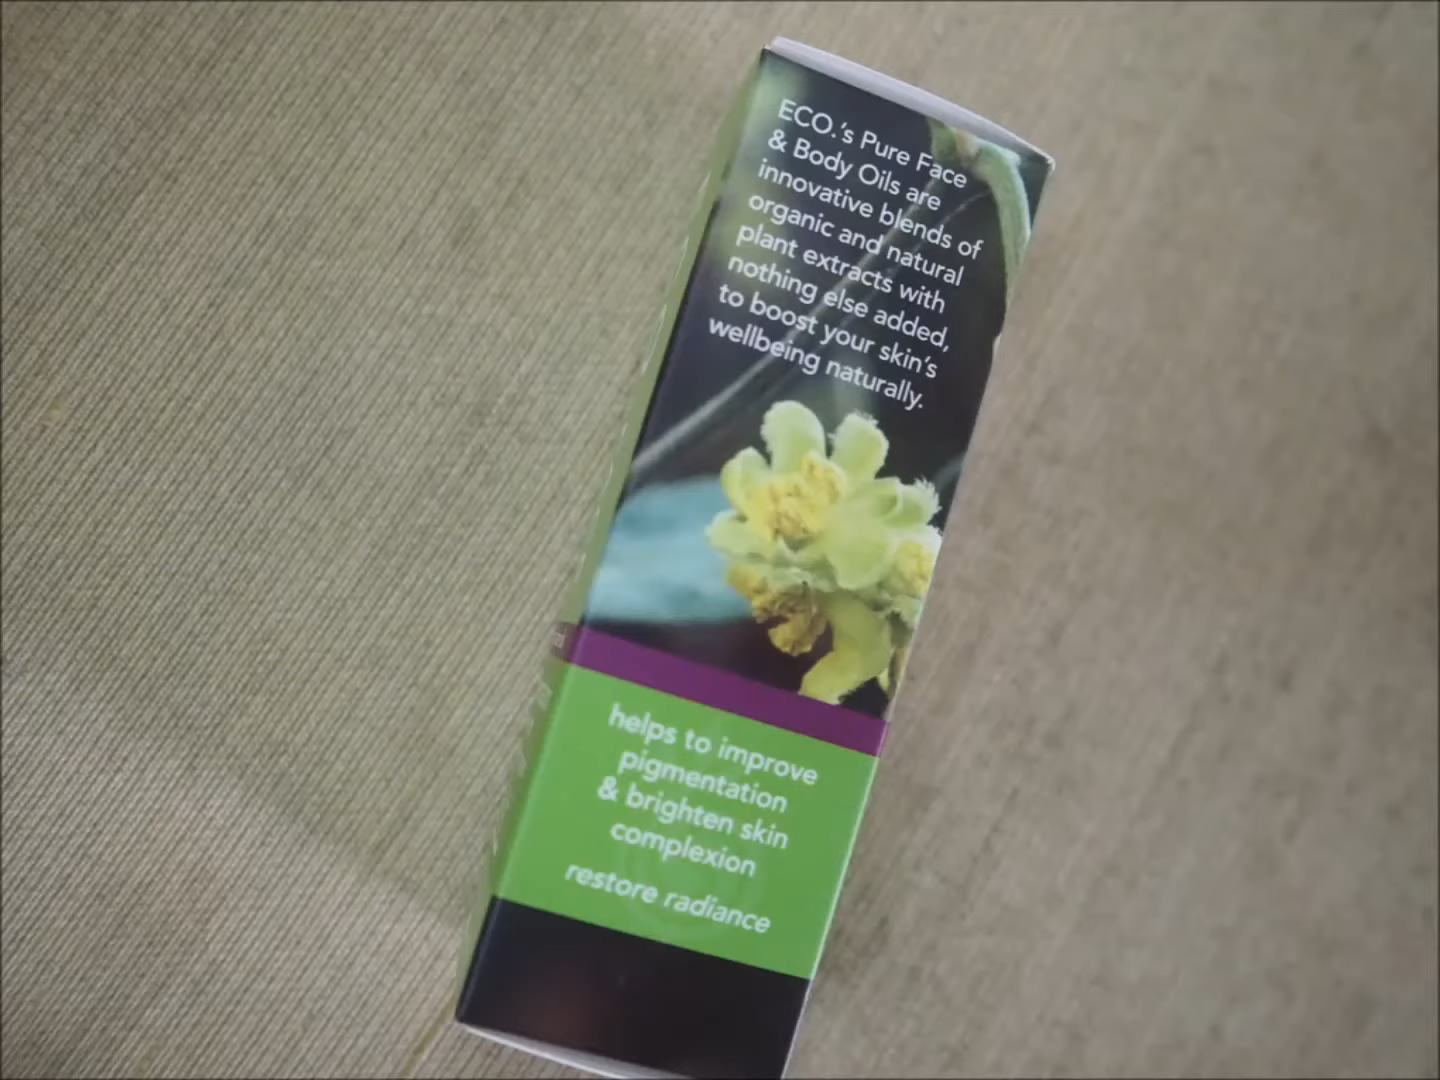 ECO.'s Pure Face
& Body Oils are
innovative blends of
organic and natural
plant extracts with
nothing else added,
to boost your skin's
wellbeing naturally.
helps to improve
pigmentation
& brighten skin
complexion
restore radiance